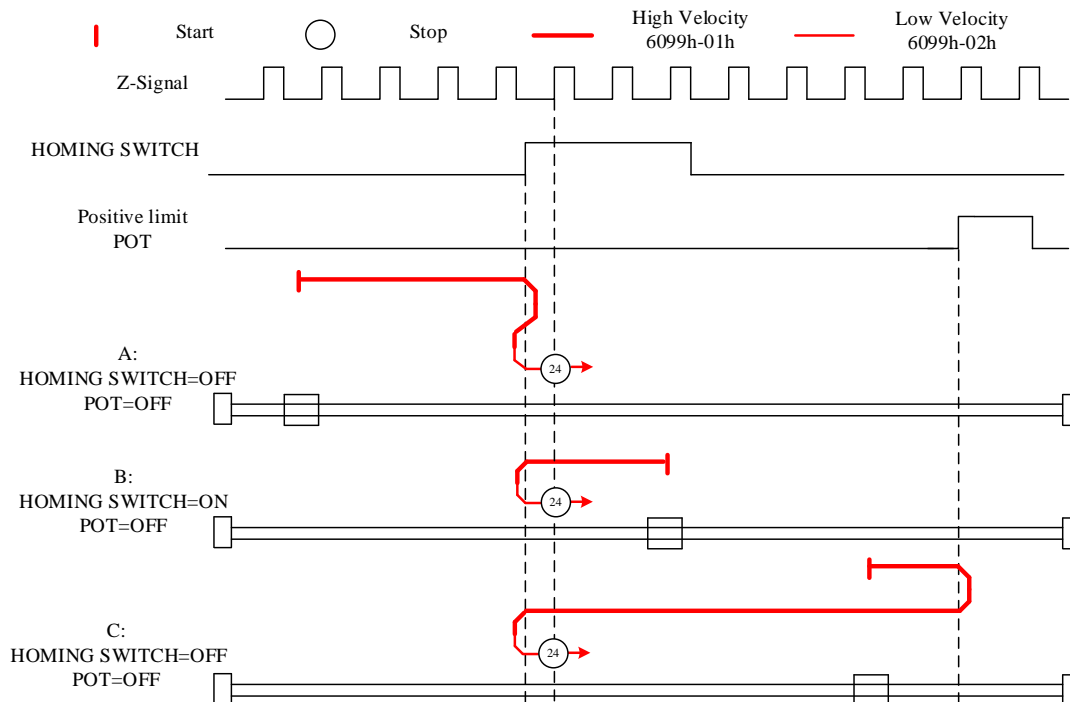 Start
Stop
High Velocity
6099h-01h
Low Velocity
6099h-02h
Z-Signal
HOMING SWITCH
Positive limit
POT
A:
HOMING SWITCH=OFF
POT=OFF
24
B:
HOMING SWITCH=ON
POT=OFF
24
C:
HOMING SWITCH=OFF
POT=OFF
24